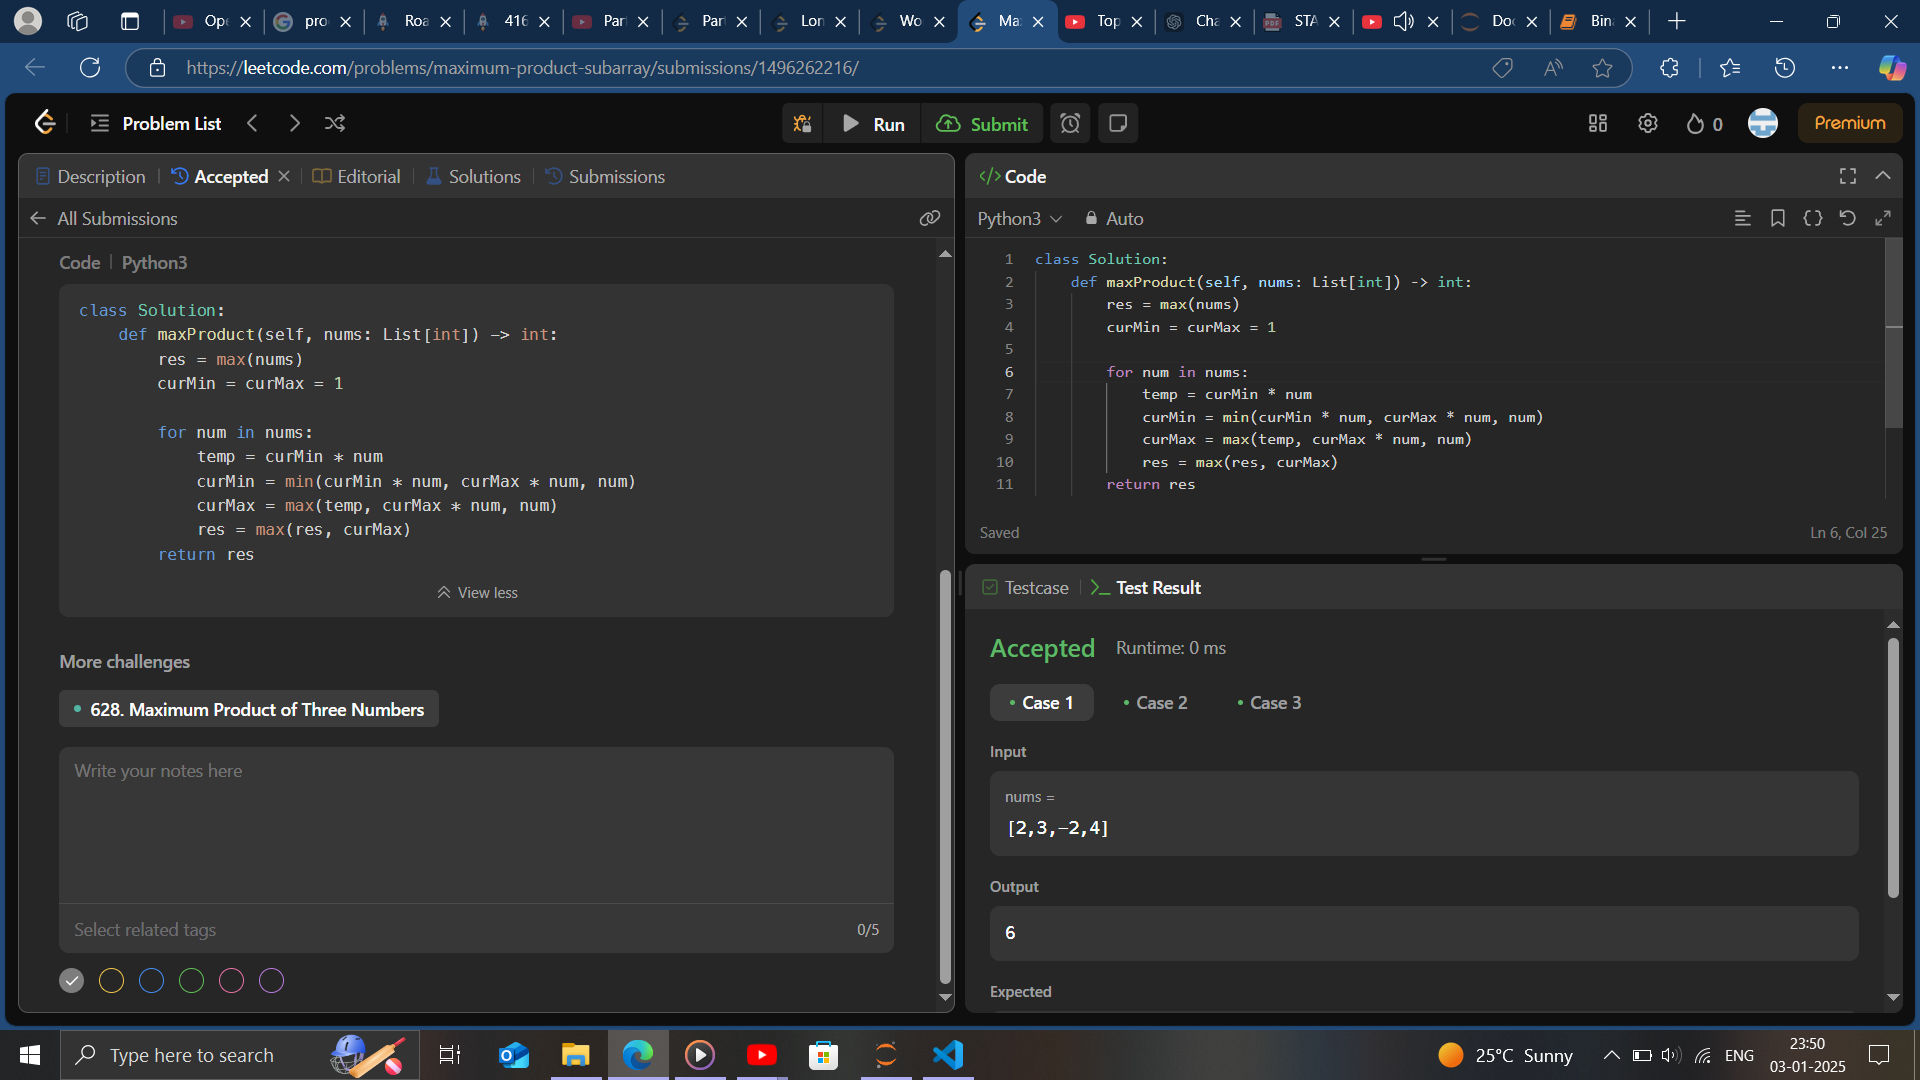 Ope
pro
Roa
416
Par
Par
Lon
Wo
Ma
Top
Cha
STA
Do
Bin
https://leetcode.com/problems/maximum-product-subarray/submissions/1496262216/
Problem List
Run
Submit
0
Premium
Description
Accepted
Editorial
Solutions
Submissions
All Submissions
Code | Python3
class Solution:
def maxProduct(self, nums: List[int]) -> int:
res = max(nums)
curMin = curMax = 1
for num in nums:
temp = curMin * num
curMin = min(curMin * num, curMax * num, num)
curMax = max(temp, curMax * num, num)
res = max(res, curMax)
return res
View less
More challenges
628. Maximum Product of Three Numbers
Write your notes here
Select related tags
0/5
</> Code
Python3
Auto
1 class Solution:
2 def maxProduct(self, nums: List[int]) -> int:
3 res = max(nums)
4 curMin = curMax = 1
5
6 for num in nums:
7 temp = curMin * num
8 curMin = min(curMin * num, curMax * num, num)
9 curMax = max(temp, curMax * num, num)
10 res = max(res, curMax)
11 return res
Saved
Ln 6, Col 25
Testcase
Test Result
Accepted
Runtime: 0 ms
Case 1
Case 2
Case 3
Input
nums =
[2,3,-2,4]
Output
6
Expected
Type here to search
25°C Sunny
ENG
23:50
03-01-2025